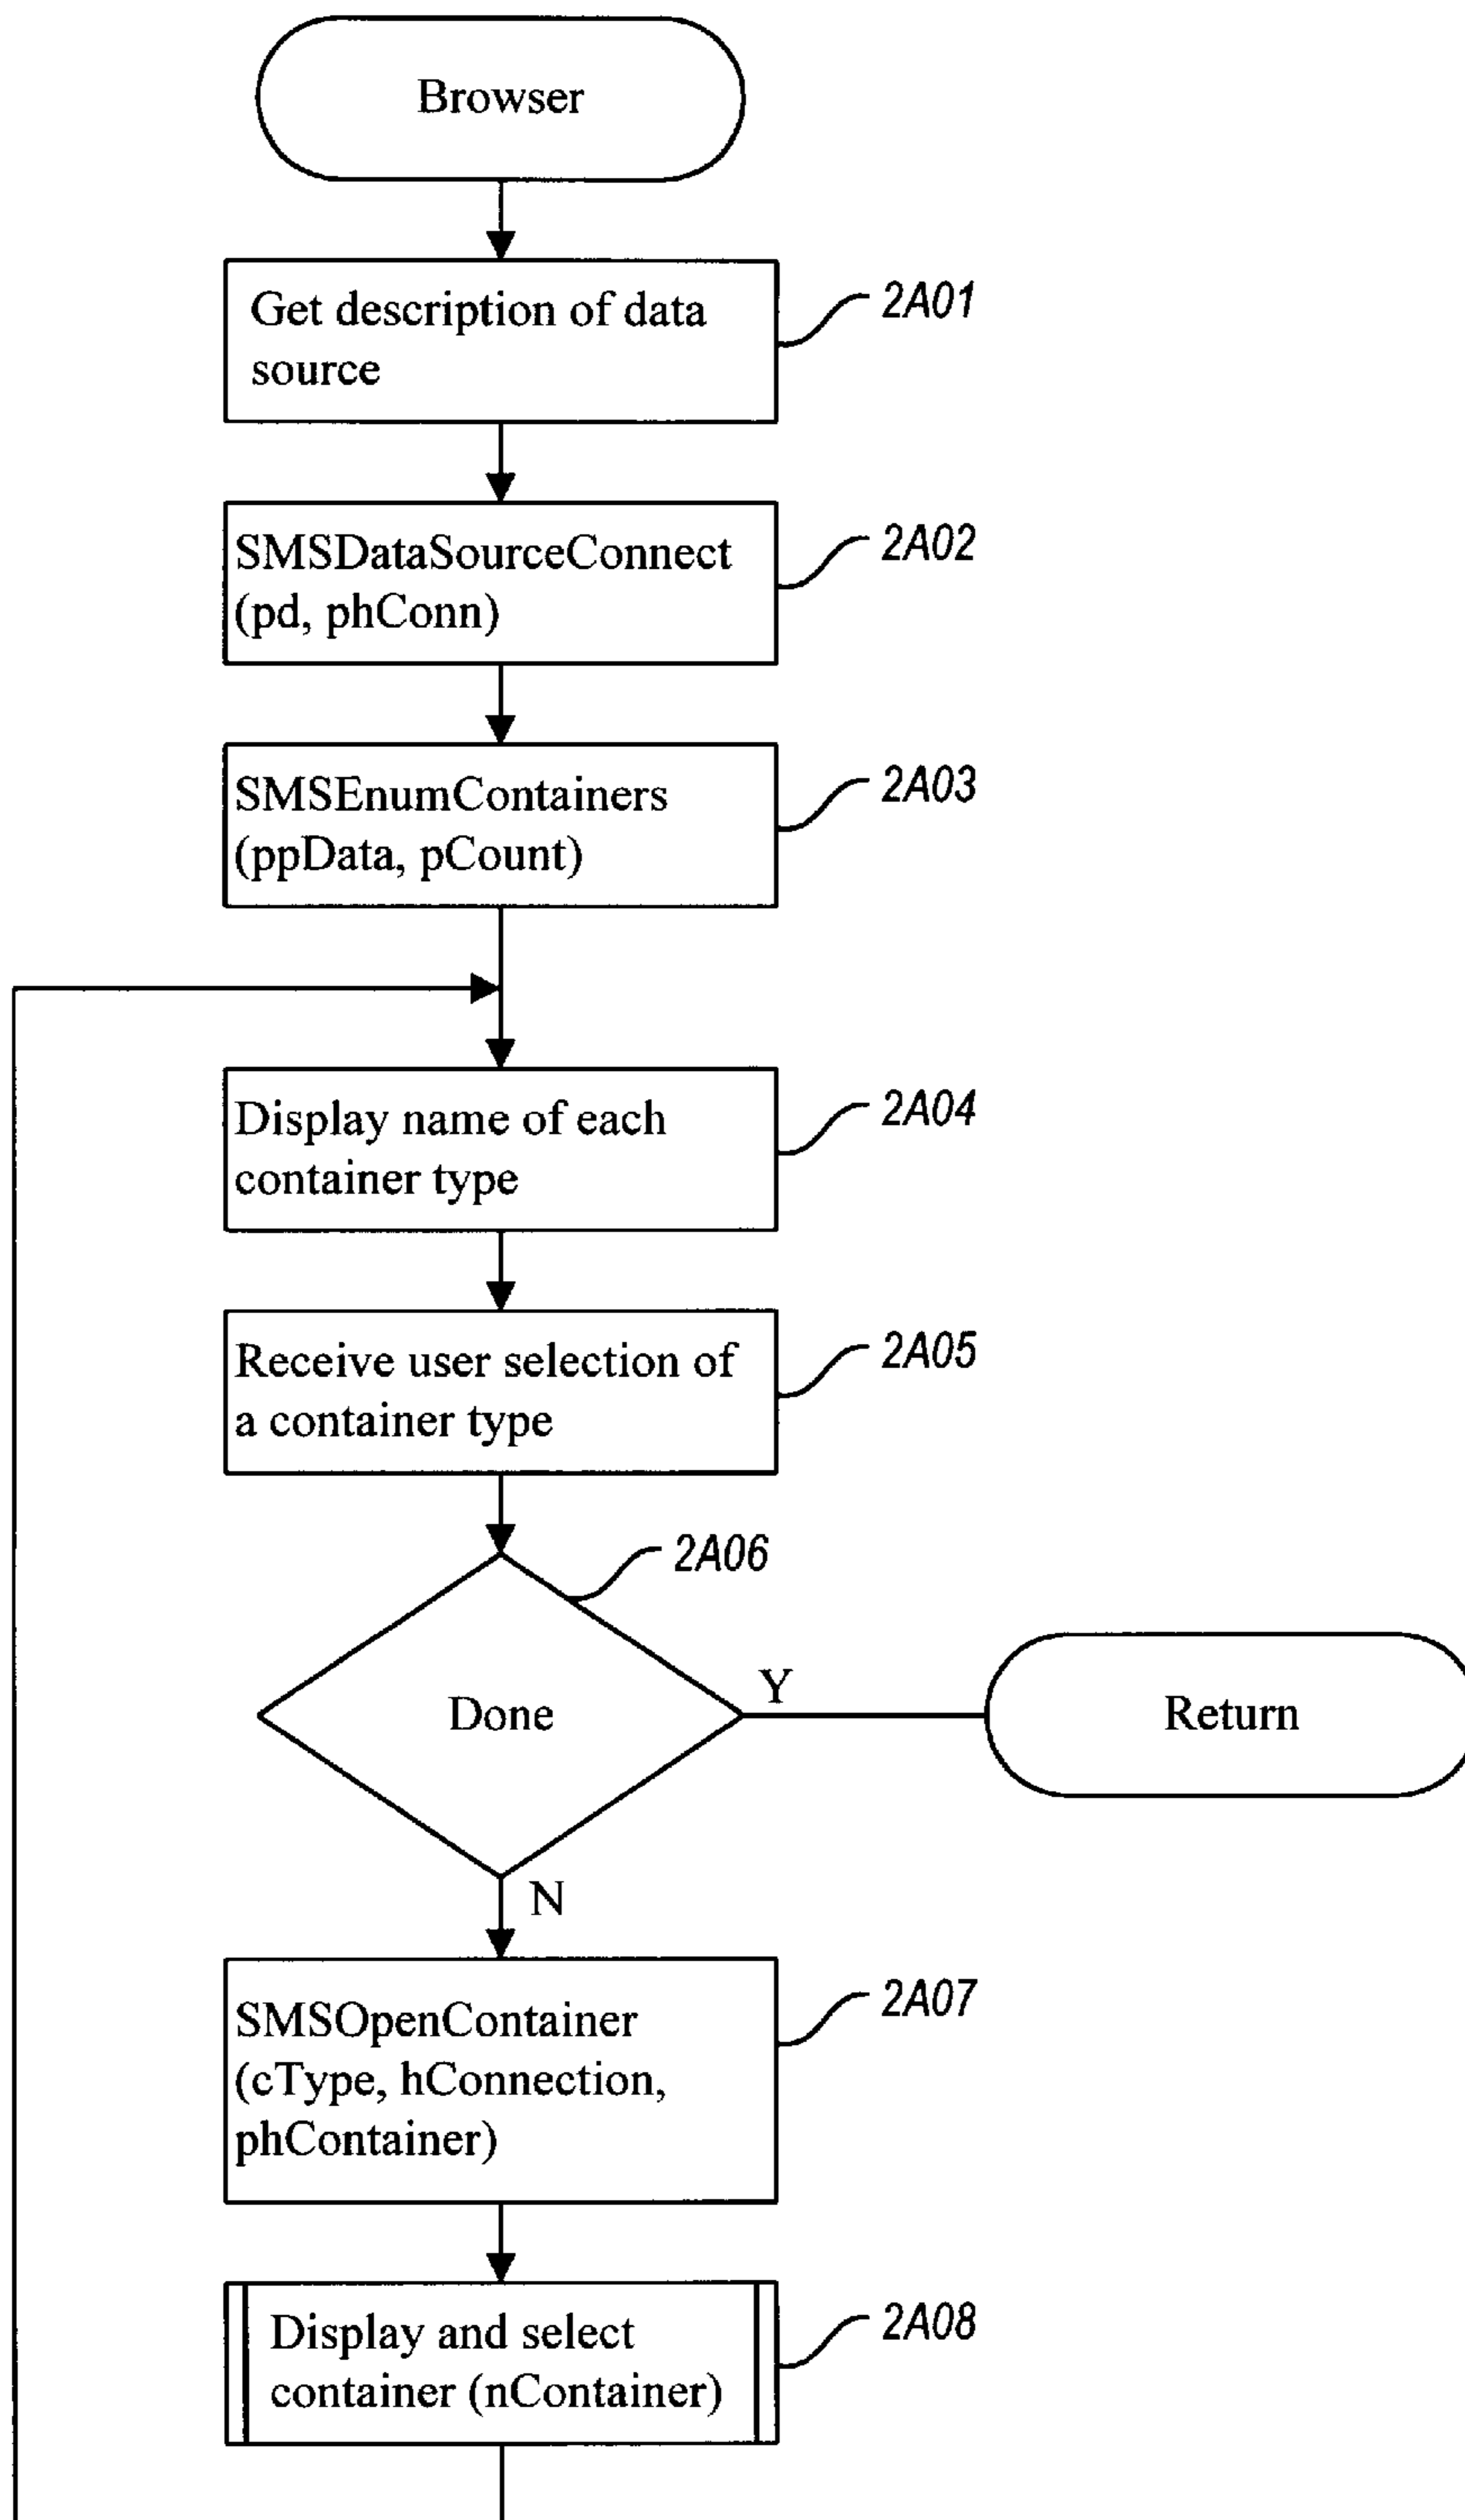 Browser
Get description of data
source
2A01
SMSDataSourceConnect
(pd, phConn)
2A02
SMSEnumContainers
(ppData, pCount)
2A03
Display name of each
container type
2A04
Receive user selection of
a container type
2A05
2A06
Done
Y
Return
N
SMSOpenContainer
(cType, hConnection,
phContainer)
2A07
Display and select
container (nContainer)
2A08